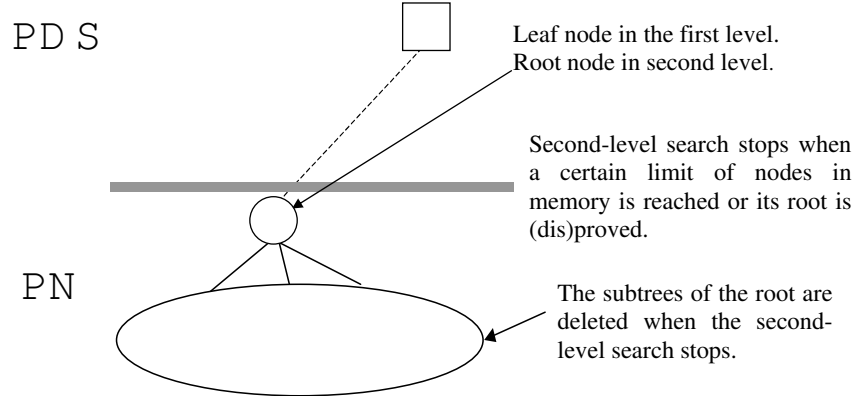 PD S
Leaf node in the first level.
Root node in second level.
Second-level search stops when
a certain limit of nodes in
memory is reached or its root is
(dis)proved.
PN
The subtrees of the root are
deleted when the second-
level search stops.